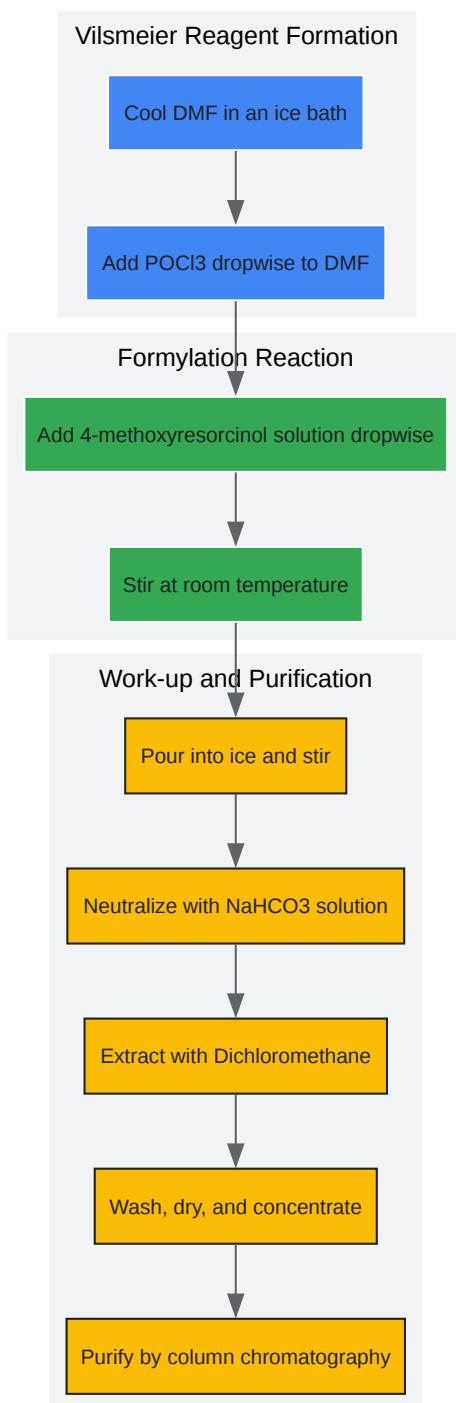 Vilsmeier Reagent Formation
Cool DMF in an ice bath
Add POCl3 dropwise to DMF
Formylation Reaction
Add 4-methoxyresorcinol solution dropwise
Stir at room temperature
Work-up and Purification
Pour into ice and stir
Neutralize with NaHCO3 solution
Extract with Dichloromethane
Wash, dry, and concentrate
Purify by column chromatography